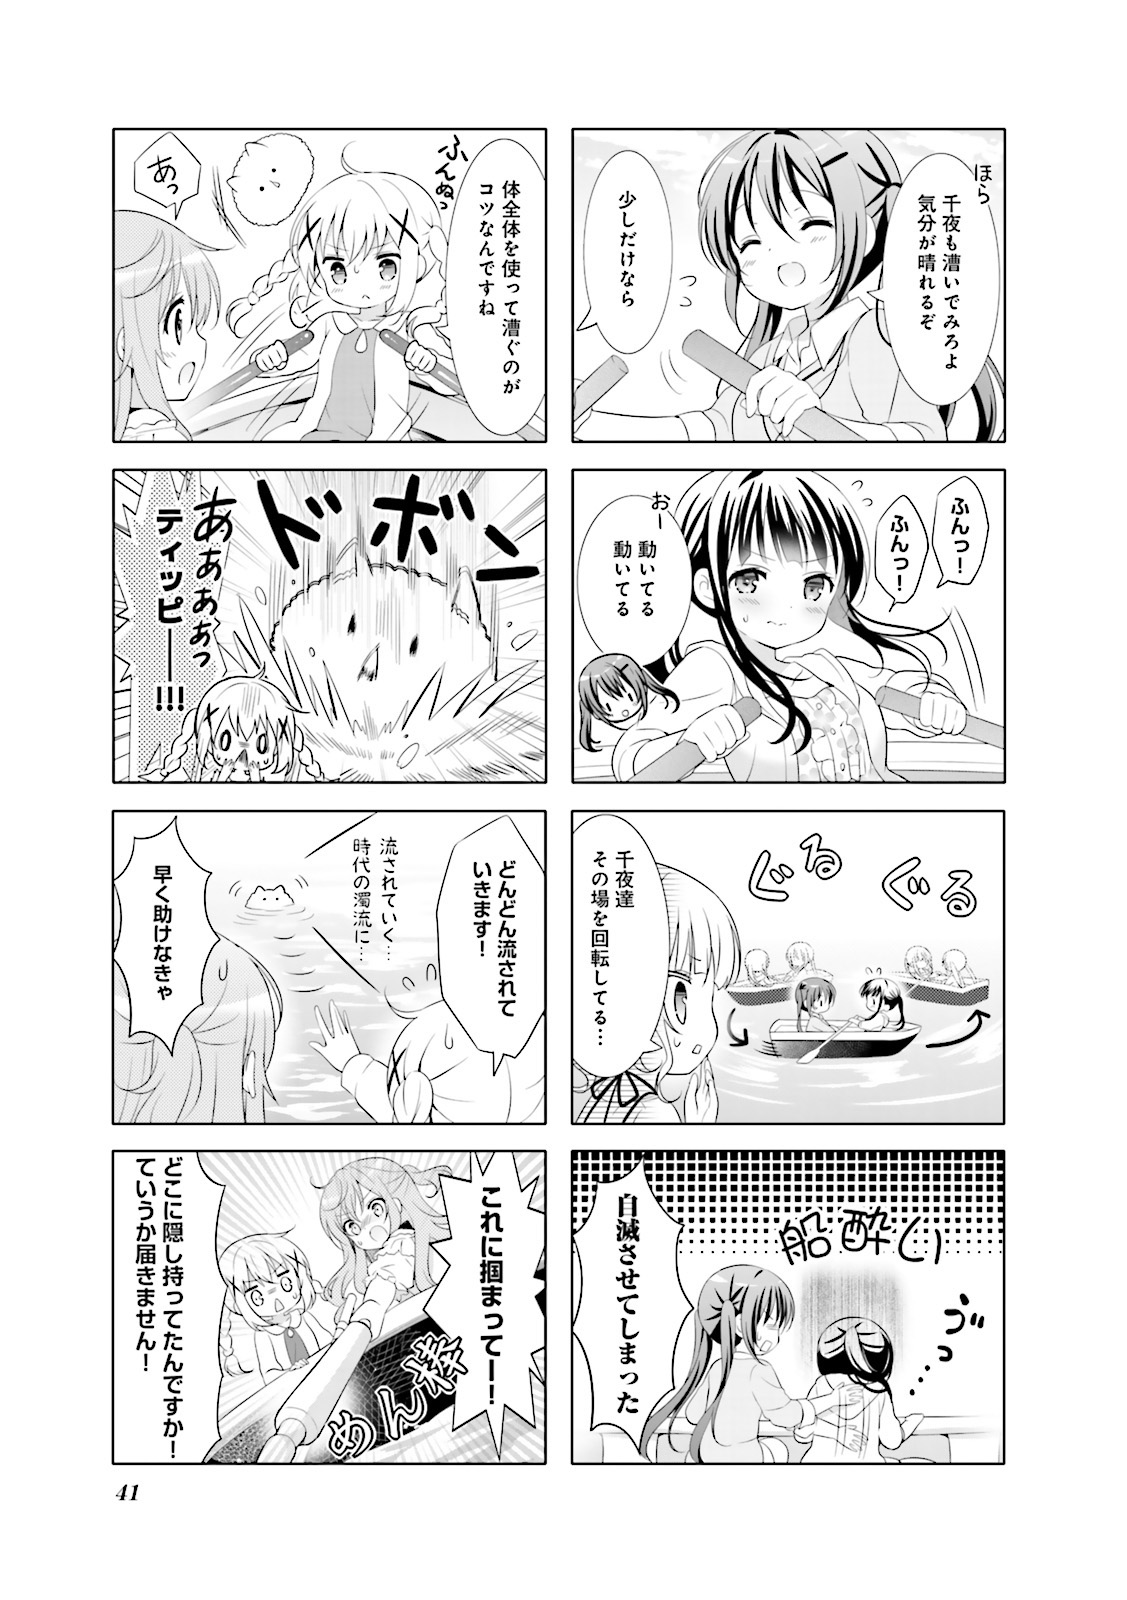 ほら
千夜も漕いでみろよ
気分が晴れるぞ
少しだけなら
ふんっ!
ふんっ!
おー
動いてる
動いてる
ぐる
ぐる
千夜達
その場を回転してる…
船酔い
ゴ゛ッ…
自滅させてしまった
ふんぬっ
体全体を使って漕ぐのが
コツなんですね
あっ
ドボン
ああああっ
ティッピー――!!!
どんどん流されて
いきます!
流されていく…
時代の濁流に…
早く助けなきゃ
これに掴まってー!
めん棒
どこに隠し持ってたんですか!
ていうか届きません!
41